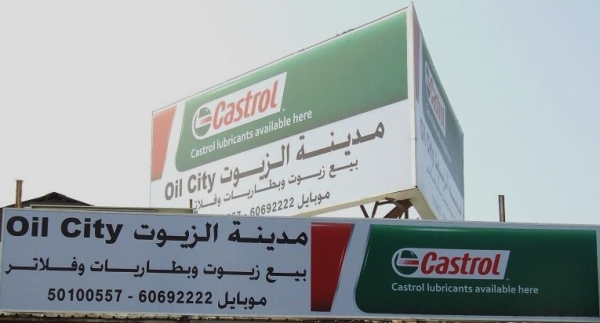 Castrol
Castrol lubricants available here
مدينة الزيوت Oil City
بيع زيوت وبطاريات وفلاتر
موبايل 60692222
مدينة الزيوت Oil City
بيع زيوت وبطاريات وفلاتر
موبايل 60692222 - 50100557
Castrol
Castrol lubricants available here